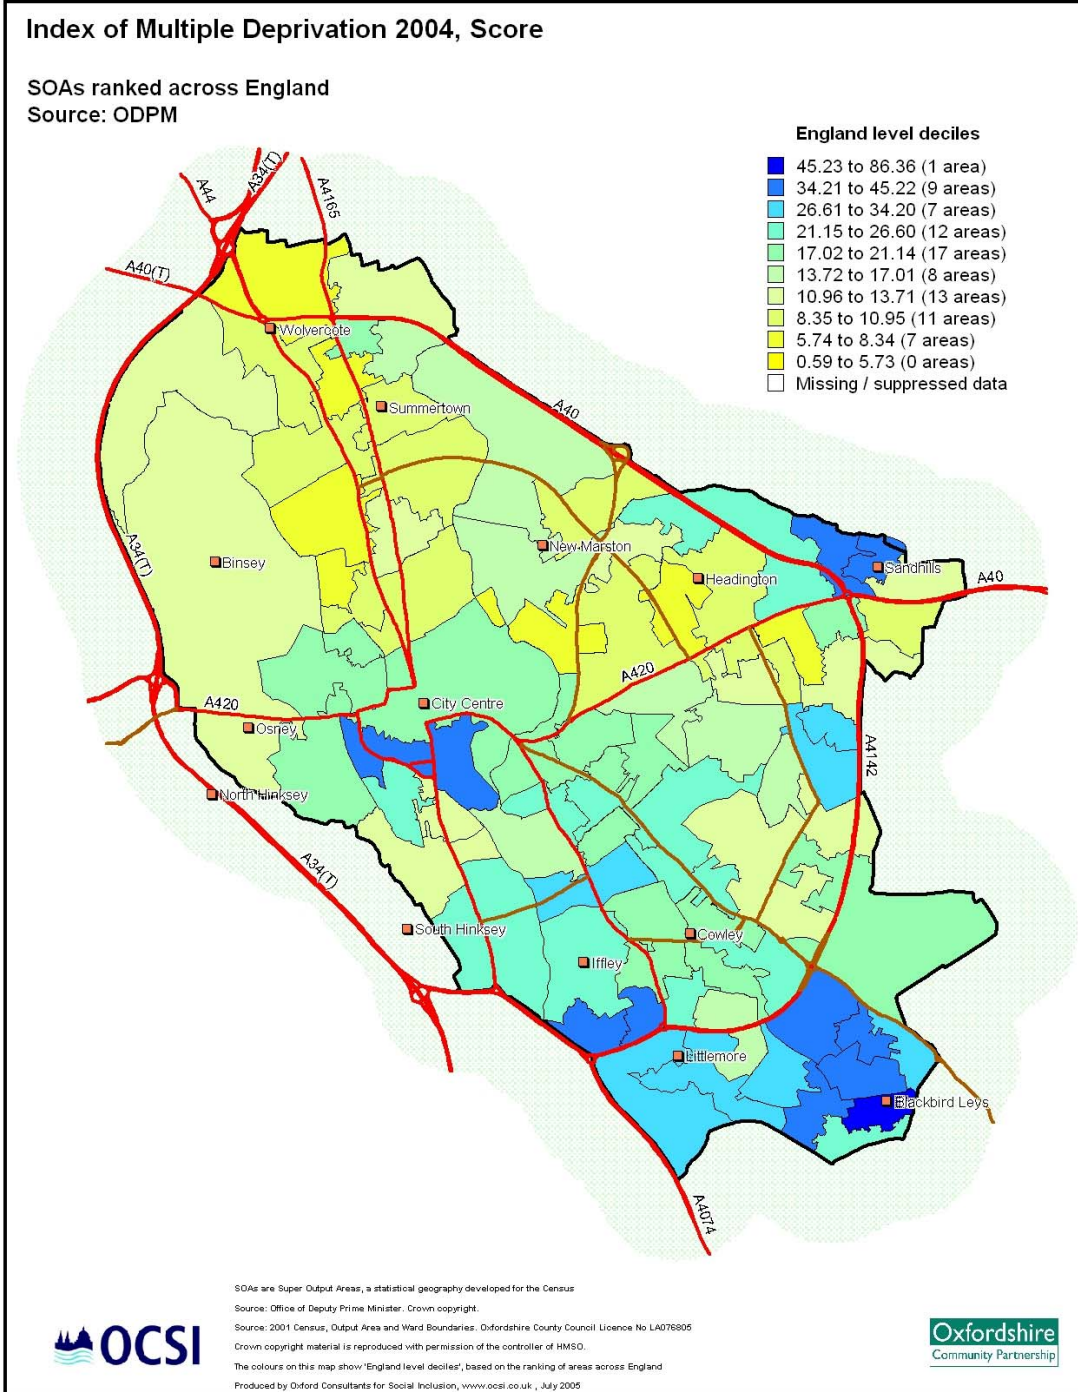 Index of Multiple Deprivation 2004, Score
SOAs ranked across England
Source: ODPM
England level deciles
45.23 to 86.36 (1 area)
34.21 to 45.22 (9 areas)
26.61 to 34.20 (7 areas)
21.15 to 26.60 (12 areas)
17.02 to 21.14 (17 areas)
13.72 to 17.01 (8 areas)
10.96 to 13.71 (13 areas)
8.35 to 10.95 (11 areas)
5.74 to 8.34 (7 areas)
0.59 to 5.73 (0 areas)
Missing / suppressed data
A44
A34(T)
A4165
A40(T)
Wolvercote
Summertown
A40
A34(T)
Binsey
New Marston
Headington
Sandhills
A40
A420
A420
City Centre
Osney
A4142
North Hinksey
A34(T)
South Hinksey
Cowley
Iffley
Littlemore
Blackbird Leys
A4074
SOAs are Super Output Areas, a statistical geography developed for the Census
Source: Office of Deputy Prime Minister. Crown copyright.
Source: 2001 Census, Output Area and Ward Boundaries. Oxfordshire County Council Licence No LA076805
Crown copyright material is reproduced with permission of the controller of HMSO.
The colours on this map show 'England level deciles', based on the ranking of areas across England
Produced by Oxford Consultants for Social Inclusion, www.ocsi.co.uk , July 2005
OCSI
Oxfordshire
Community Partnership